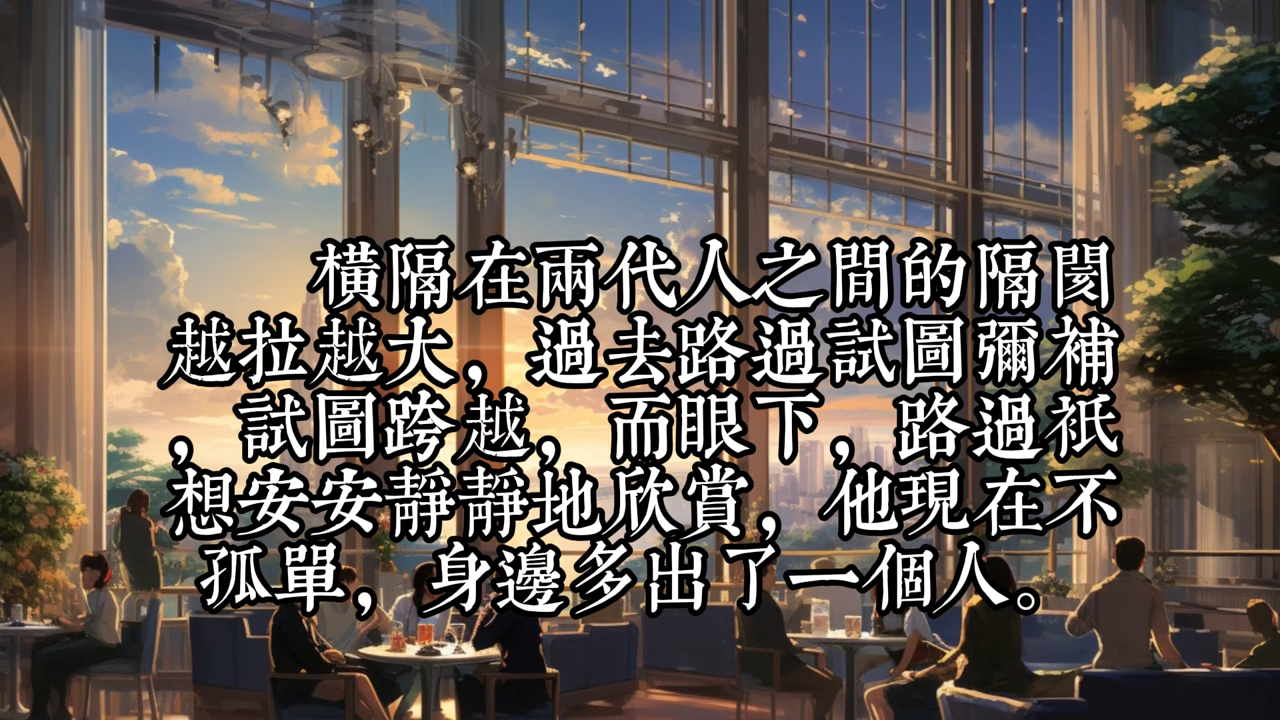 橫隔在兩代人之間的隔閡
越拉越大，過去路過試圖彌補
，試圖跨越，而眼下，路過祇
想安安靜靜地欣賞，他現在不
孤單，身邊多出了一個人。